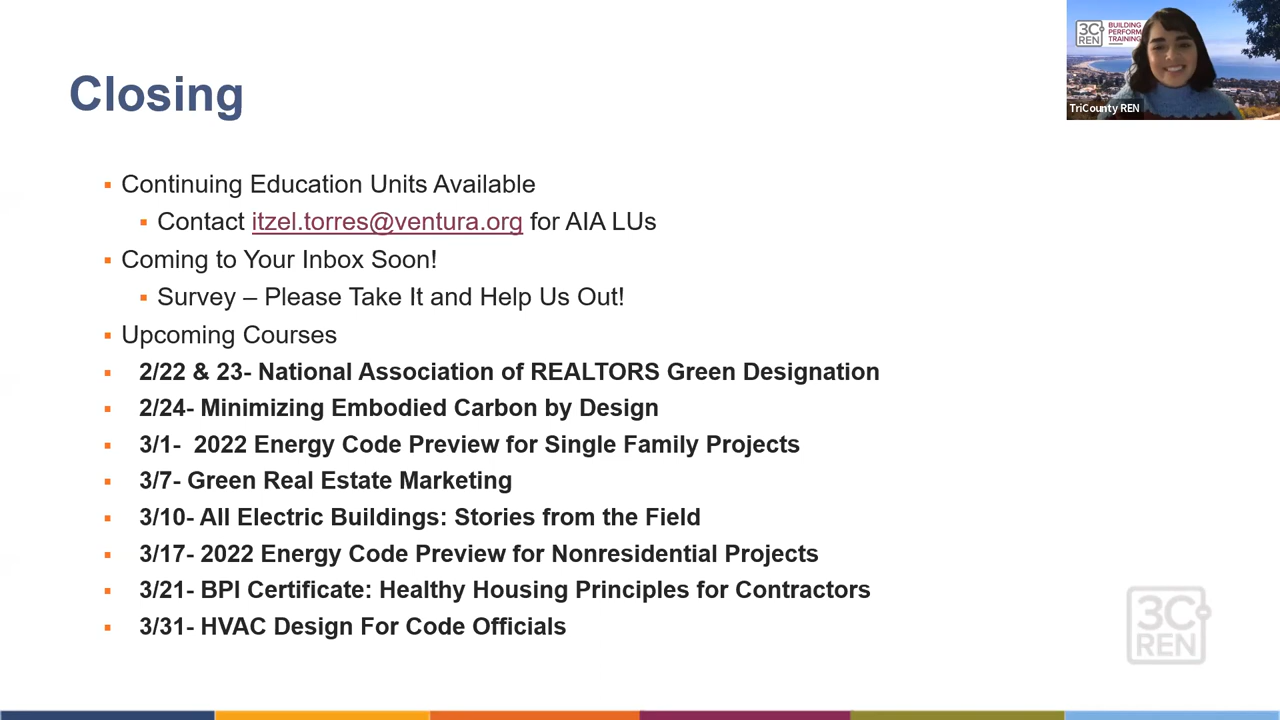 3C REN
BUILDING
PERFORM
TRAINING
TriCounty REN
Closing
Continuing Education Units Available
Contact itzel.torres@ventura.org for AIA LUs
Coming to Your Inbox Soon!
Survey – Please Take It and Help Us Out!
Upcoming Courses
2/22 & 23- National Association of REALTORS Green Designation
2/24- Minimizing Embodied Carbon by Design
3/1-  2022 Energy Code Preview for Single Family Projects
3/7- Green Real Estate Marketing
3/10- All Electric Buildings: Stories from the Field
3/17- 2022 Energy Code Preview for Nonresidential Projects
3/21- BPI Certificate: Healthy Housing Principles for Contractors
3/31- HVAC Design For Code Officials
3C
REN